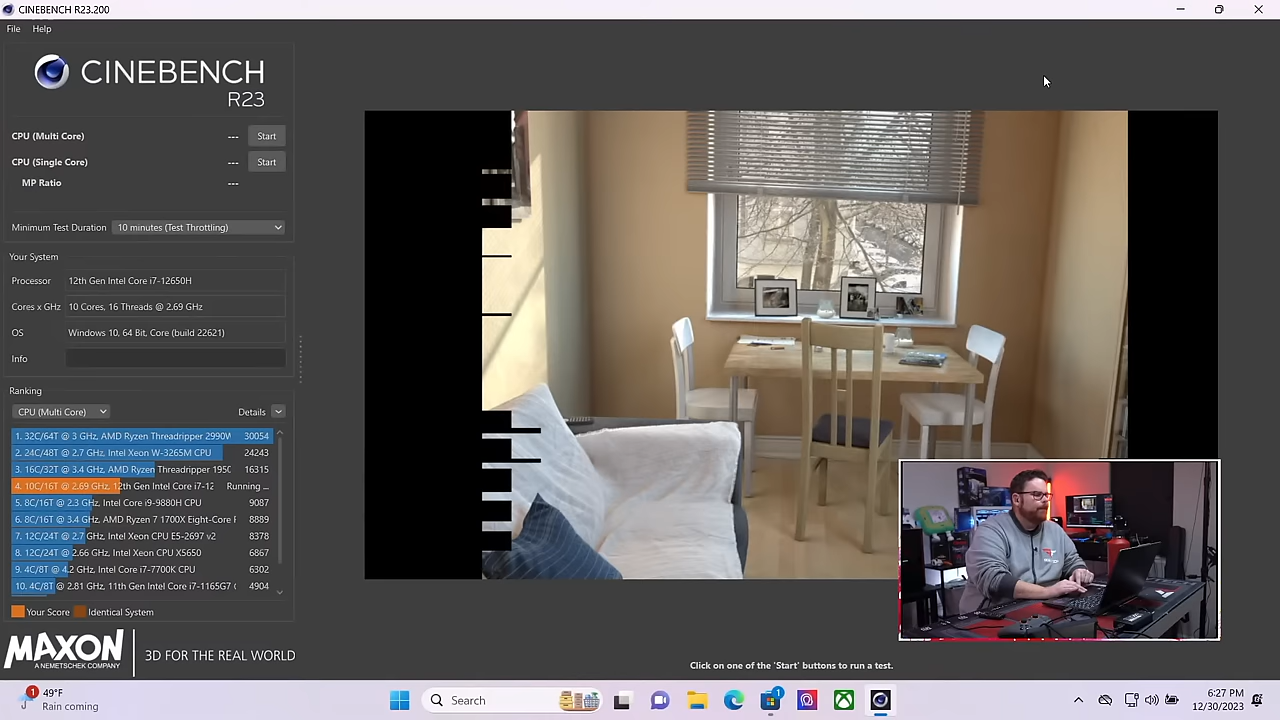 CINEBENCH R23.200
File Help
CINEBENCH
R23
CPU (Multi Core) --- Start
CPU (Single Core) --- Start
MP Ratio ---
Minimum Test Duration 10 minutes (Test Throttling)
Your System
Processor 12th Gen Intel Core i7-12650H
Cores x GHz 10 Cores, 16 Threads @ 2.69 GHz
OS Windows 10, 64 Bit, Core (build 22621)
Info
Ranking
CPU (Multi Core) Details
1. 32C/64T @ 3 GHz, AMD Ryzen Threadripper 2990W 30054
2. 24C/48T @ 2.7 GHz, Intel Xeon W-3265M CPU 24243
3. 16C/32T @ 3.4 GHz, AMD Ryzen Threadripper 195 16315
4. 10C/16T @ 2.69 GHz, 12th Gen Intel Core i7-12 Running...
5. 8C/16T @ 2.3 GHz, Intel Core i9-9880H CPU 9087
6. 8C/16T @ 3.4 GHz, AMD Ryzen 7 1700X Eight-Core 8889
7. 12C/24T @ 2.7 GHz, Intel Xeon CPU E5-2697 v2 8378
8. 12C/24T @ 2.66 GHz, Intel Xeon CPU X5650 6867
9. 4C/8T @ 4.2 GHz, Intel Core i7-7700K CPU 6302
10. 4C/8T @ 2.81 GHz, 11th Gen Intel Core i7-1165G7 4904
Your Score Identical System
MAXON
A NEMETSCHEK COMPANY
3D FOR THE REAL WORLD
Click on one of the 'Start' buttons to run a test.
1
49°F
Rain coming
Search
1
6:27 PM
12/30/2023